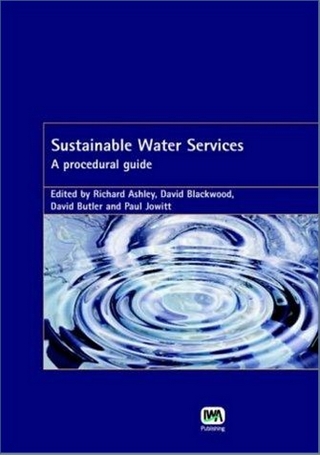 Sustainable Water Services
A procedural guide
Edited by Richard Ashley, David Blackwood,
David Butler and Paul Jowitt
IWA
Publishing